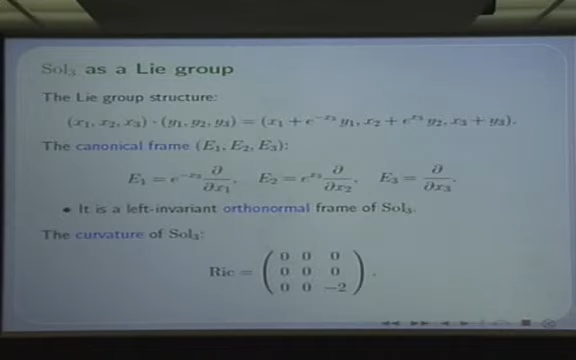 Sol₃ as a Lie group
The Lie group structure:
(x₁, x₂, x₃) · (y₁, y₂, y₃) = (x₁ + e^{-x₃} y₁, x₂ + e^{x₃} y₂, x₃ + y₃).
The canonical frame (E₁, E₂, E₃):
E₁ = e^{-x₃} ∂/∂x₁, E₂ = e^{x₃} ∂/∂x₂, E₃ = ∂/∂x₃.
• It is a left-invariant orthonormal frame of Sol₃.
The curvature of Sol₃:
Ric = ( 0 0 0
0 0 0
0 0 −2 ) .